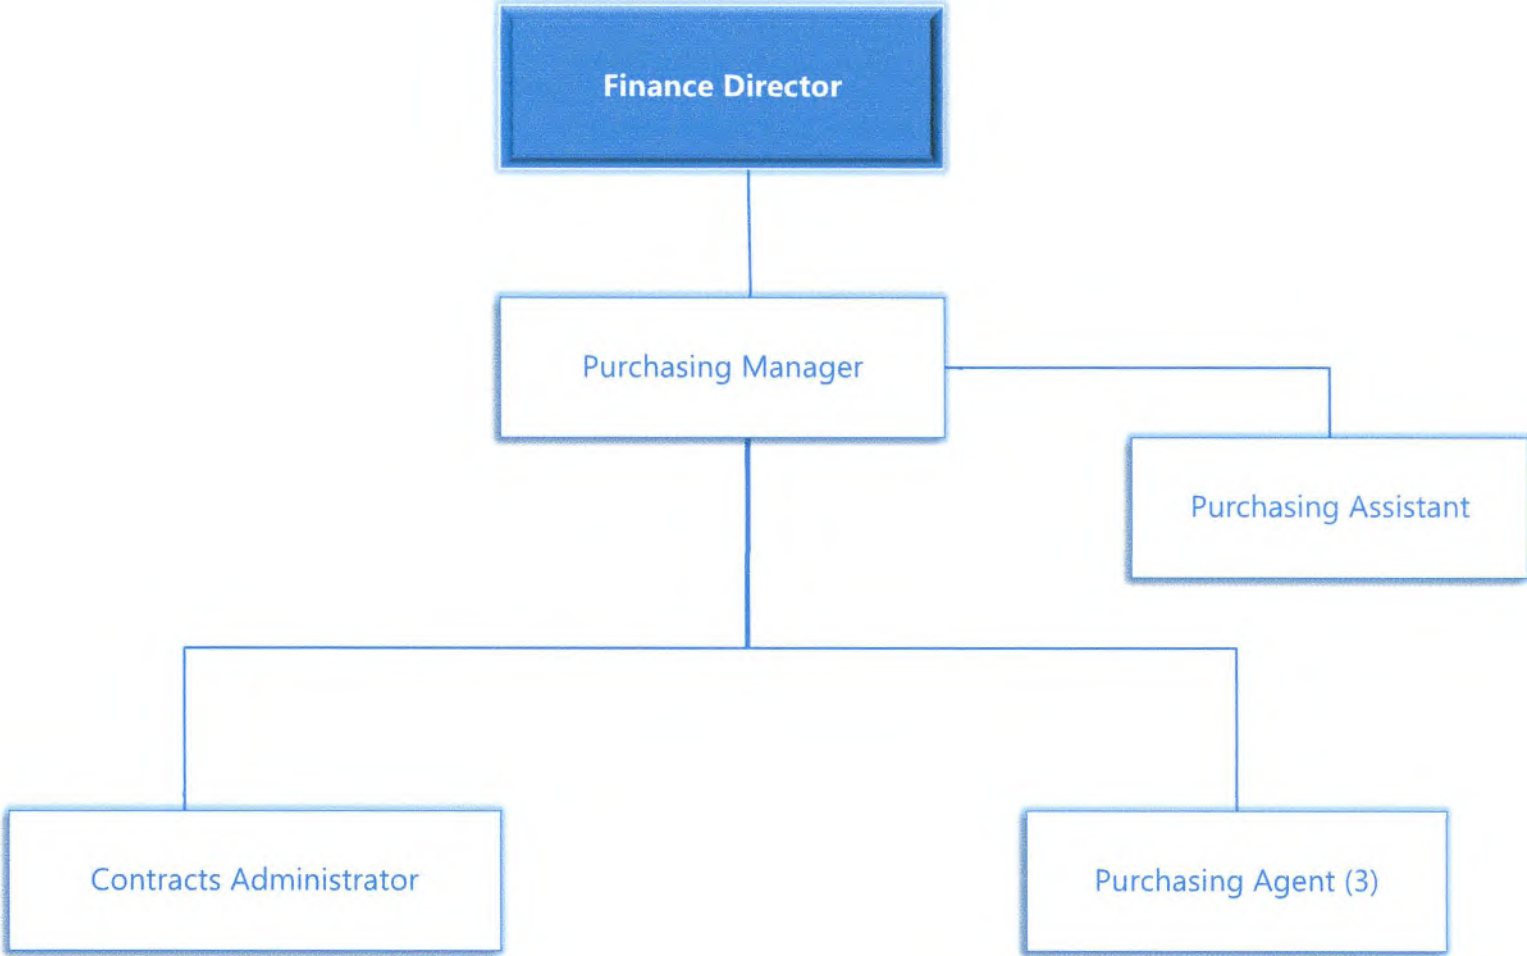 Finance Director
Purchasing Manager
Purchasing Assistant
Contracts Administrator
Purchasing Agent (3)